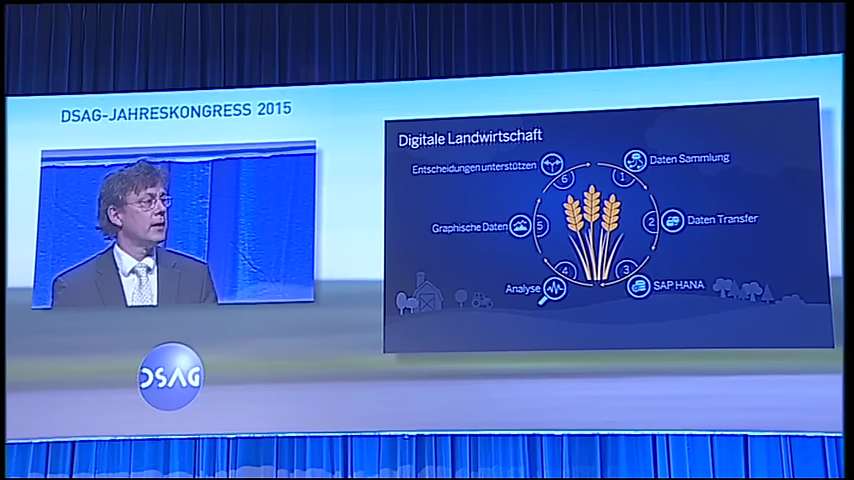 DSAG-JAHRESKONGRESS 2015
Digitale Landwirtschaft
Entscheidungen unterstützen
6
1
Daten Sammlung
Graphische Daten
5
2
Daten Transfer
Analyse
4
3
SAP HANA
DSAG